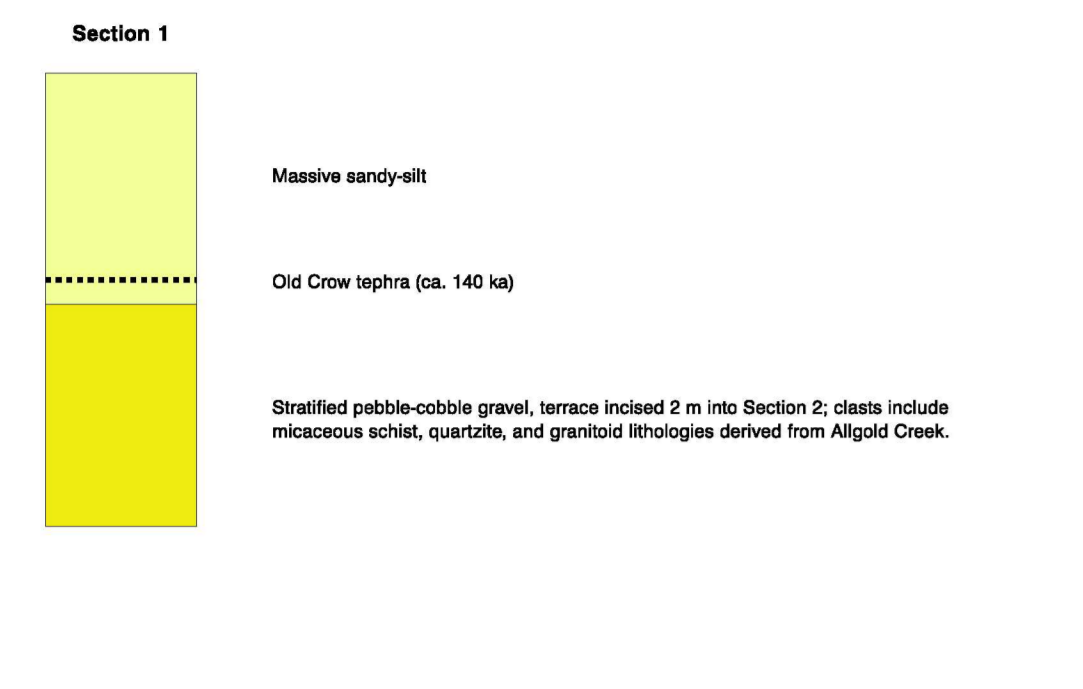 Section 1
Massive sandy-silt
Old Crow tephra (ca. 140 ka)
Stratified pebble-cobble gravel, terrace incised 2 m into Section 2; clasts include
micaceous schist, quartzite, and granitoid lithologies derived from Allgold Creek.